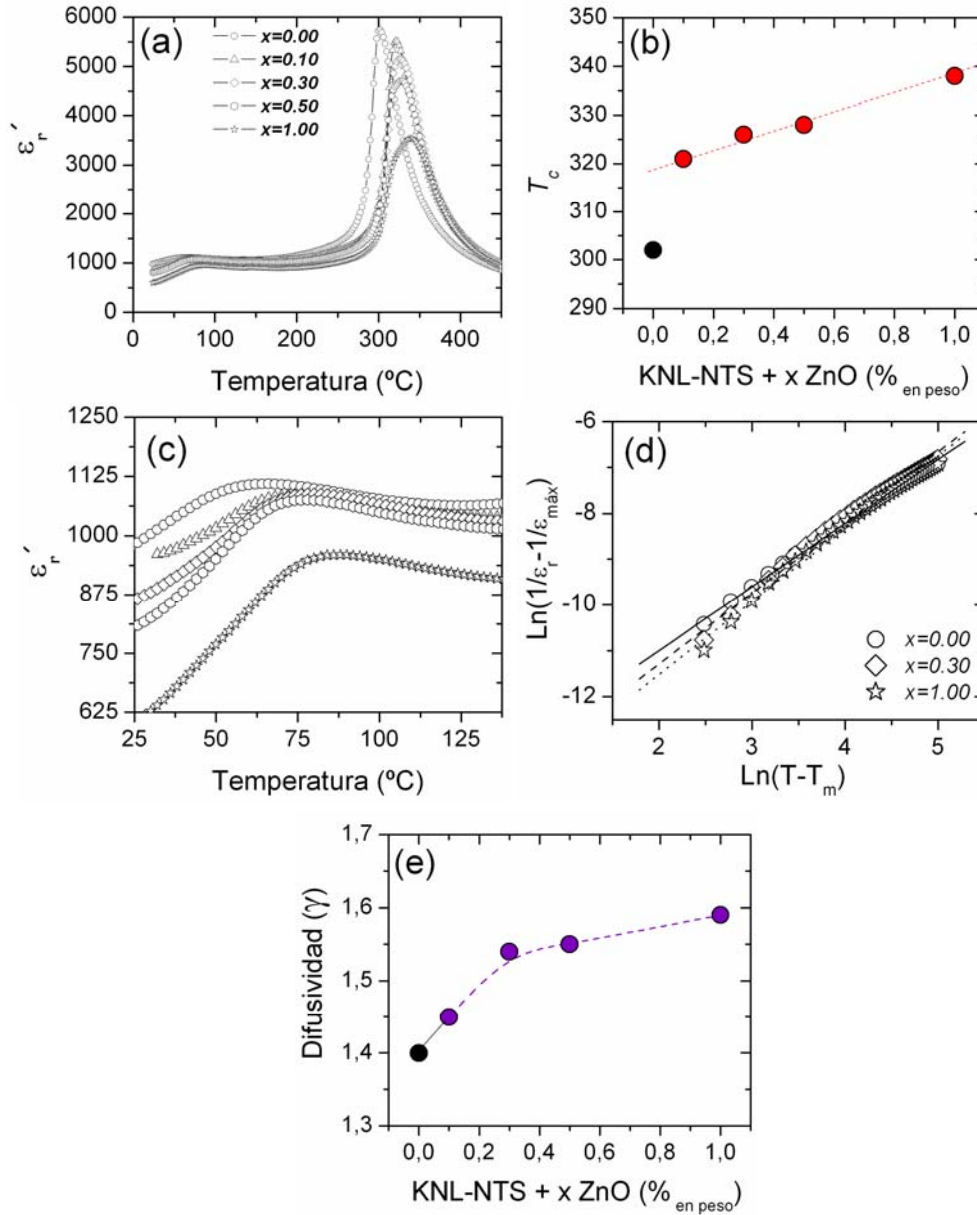 (a)
x=0.00
x=0.10
x=0.30
x=0.50
x=1.00
6000
5000
4000
3000
2000
1000
0
εr´
0 100 200 300 400
Temperatura (ºC)
(b)
340
330
320
310
300
290
Tc
0,0 0,2 0,4 0,6 0,8 1,0
KNL-NTS + x ZnO (% en peso)
(c)
1250
1125
1000
875
750
625
εr´
25 50 75 100 125
Temperatura (ºC)
(d)
-6
-8
-10
-12
Ln(1/εr-1/εmáx)
x=0.00
x=0.30
x=1.00
2 3 4 5
Ln(T-Tm)
(e)
1,7
1,6
1,5
1,4
1,3
Difusividad (γ)
0,0 0,2 0,4 0,6 0,8 1,0
KNL-NTS + x ZnO (% en peso)